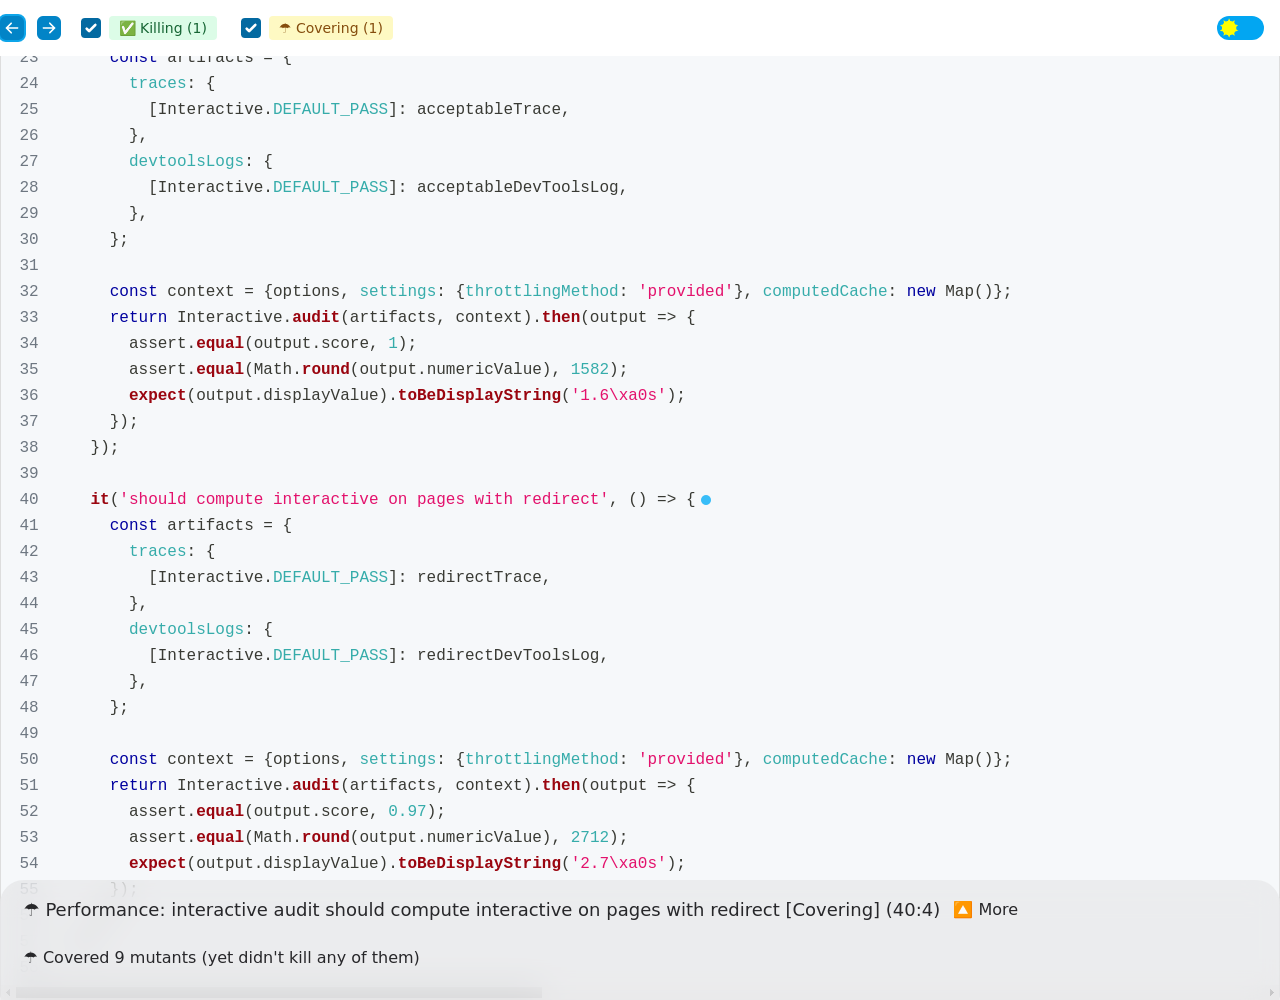 ✅ Killing (1) ☂ Covering (1)
23 const artifacts = {
24 traces: {
25 [Interactive.DEFAULT_PASS]: acceptableTrace,
26 },
27 devtoolsLogs: {
28 [Interactive.DEFAULT_PASS]: acceptableDevToolsLog,
29 },
30 };
31
32 const context = {options, settings: {throttlingMethod: 'provided'}, computedCache: new Map()};
33 return Interactive.audit(artifacts, context).then(output => {
34 assert.equal(output.score, 1);
35 assert.equal(Math.round(output.numericValue), 1582);
36 expect(output.displayValue).toBeDisplayString('1.6\xa0s');
37 });
38 });
39
40 it('should compute interactive on pages with redirect', () => {
41 const artifacts = {
42 traces: {
43 [Interactive.DEFAULT_PASS]: redirectTrace,
44 },
45 devtoolsLogs: {
46 [Interactive.DEFAULT_PASS]: redirectDevToolsLog,
47 },
48 };
49
50 const context = {options, settings: {throttlingMethod: 'provided'}, computedCache: new Map()};
51 return Interactive.audit(artifacts, context).then(output => {
52 assert.equal(output.score, 0.97);
53 assert.equal(Math.round(output.numericValue), 2712);
54 expect(output.displayValue).toBeDisplayString('2.7\xa0s');
55 });
☂ Performance: interactive audit should compute interactive on pages with redirect [Covering] (40:4) 🔼 More
☂ Covered 9 mutants (yet didn't kill any of them)